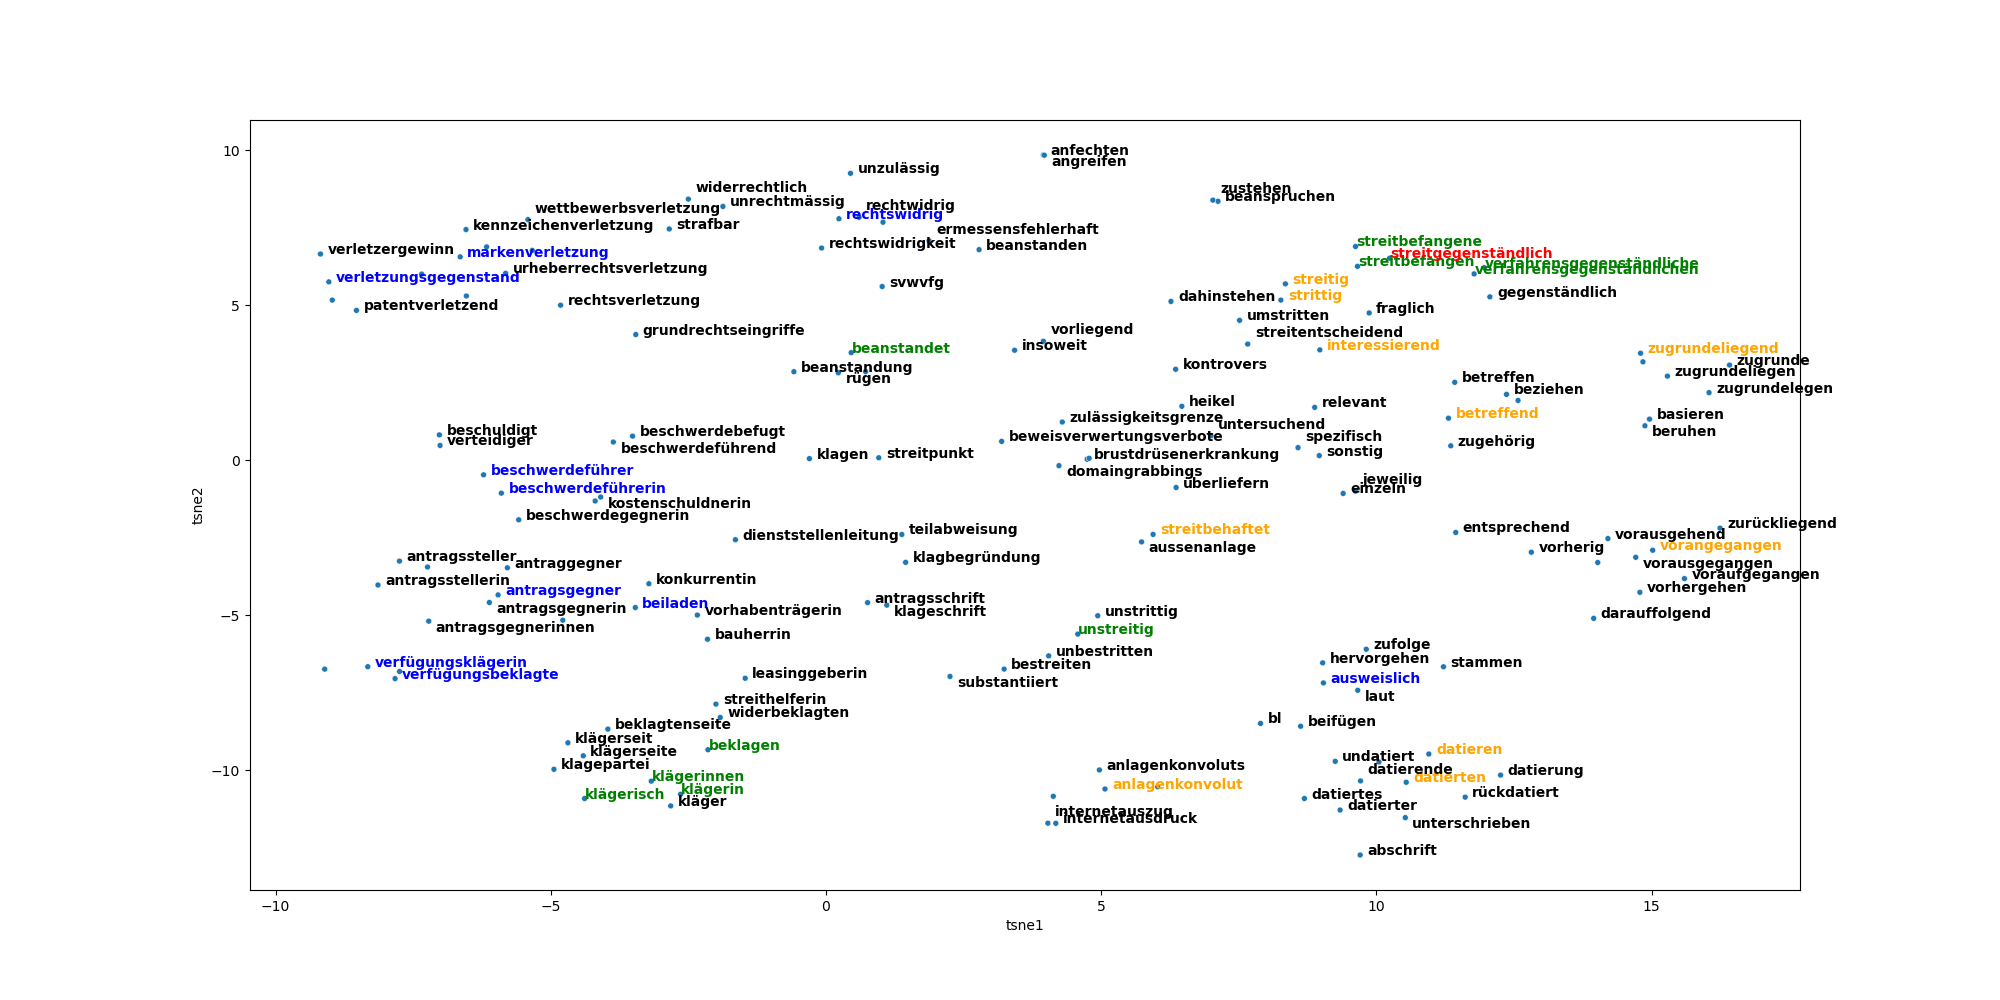 anfechten
angreifen
10
unzulässig
widerrechtlich
zustehen
beanspruchen
unrechtmässig
rechtwidrig
wettbewerbsverletzung
rechtswidrig
kennzeichenverletzung
strafbar
ermessensfehlerhaft
streitbefangene
verletzergewinn
rechtswidrigkeit
beanstanden
markenverletzung
streitgegenständlich
streitbefangen
verfahrensgegenständliche
urheberrechtsverletzung
verfahrensgegenständlichen
verletzungsgegenstand
streitig
svwvfg
strittig
dahinstehen
gegenständlich
5
patentverletzend
rechtsverletzung
fraglich
umstritten
grundrechtseingriffe
vorliegend
streitentscheidend
beanstandet
insoweit
interessierend
zugrundeliegend
zugrunde
beanstandung
kontrovers
zugrundeliegen
rügen
betreffen
beziehen
zugrundelegen
heikel
relevant
betreffend
basieren
zulässigkeitsgrenze
untersuchend
beschuldigt
beschwerdebefugt
beruhen
verteidiger
beweisverwertungsverbote
spezifisch
zugehörig
beschwerdeführend
klagen
streitpunkt
brustdrüsenerkrankung
sonstig
0
beschwerdeführer
domaingrabbings
jeweilig
überliefern
beschwerdeführerin
einzeln
kostenschuldnerin
beschwerdegegnerin
zurückliegend
entsprechend
dienststellenleitung
teilabweisung
streitbehaftet
vorausgehend
aussenanlage
vorherig
vorangegangen
antragssteller
antraggegner
klagbegründung
vorausgegangen
antragsstellerin
konkurrentin
voraufgegangen
antragsgegner
vorhergehen
beiladen
antragsschrift
antragsgegnerin
vorhabenträgerin
klageschrift
unstrittig
darauffolgend
−5
antragsgegnerinnen
bauherrin
unstreitig
zufolge
unbestritten
hervorgehen
verfügungsklägerin
bestreiten
stammen
verfügungsbeklagte
leasinggeberin
substantiiert
ausweislich
laut
streithelferin
widerbeklagten
bl
beifügen
beklagtenseite
klägerseit
beklagen
klägerseite
undatiert
datieren
klagepartei
anlagenkonvoluts
datierende
datierung
−10
klägerinnen
anlagenkonvolut
datierten
klägerisch
klägerin
datiertes
rückdatiert
kläger
datierter
internetauszug
internetausdruck
unterschrieben
abschrift
−10
−5
0
5
10
15
tsne1
tsne2